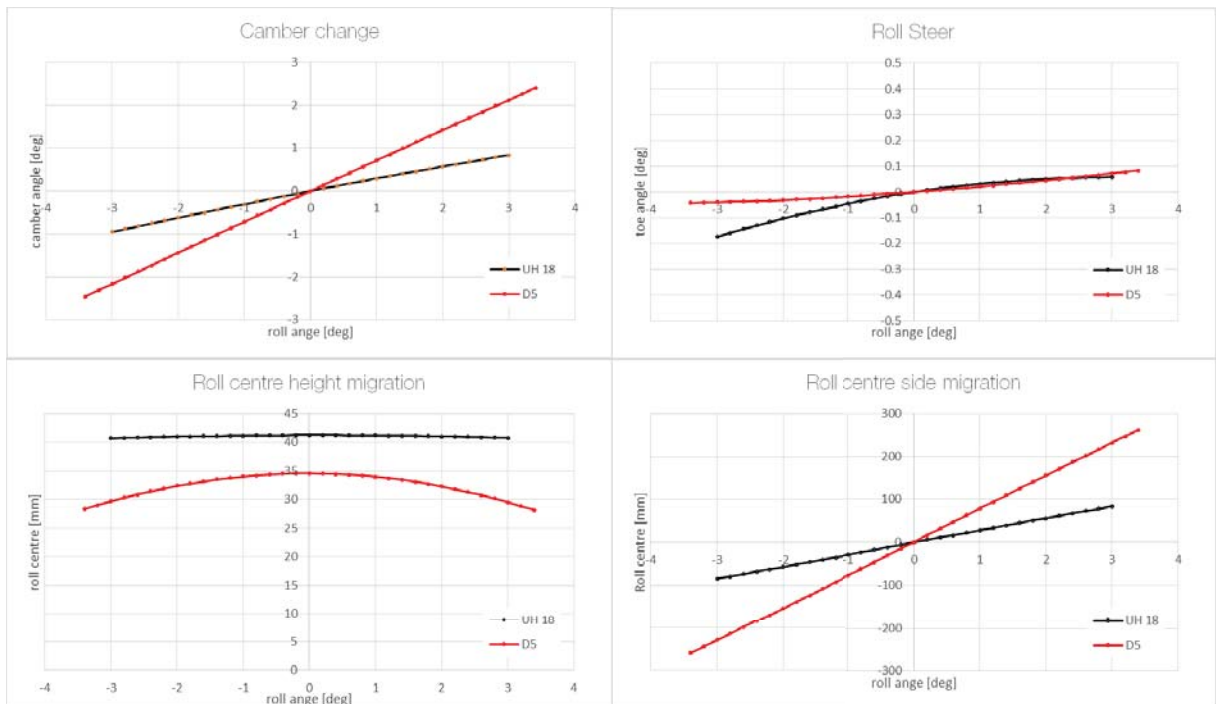 Camber change
3
2
1
0
-1
-2
-3
-4 -3 -2 -1 0 1 2 3 4
camber angle [deg]
roll ange [deg]
UH 18
D5
Roll Steer
0.5
0.4
0.3
0.2
0.1
0.0
-0.1
-0.2
-0.3
-0.4
-0.5
-4 -3 -2 -1 0 1 2 3 4
toe angle [deg]
roll ange [deg]
UH 18
D5
Roll centre height migration
45
40
35
30
25
20
15
10
5
0
-4 -3 -2 -1 0 1 2 3 4
roll centre [mm]
roll ange [deg]
UH 18
D5
Roll centre side migration
300
200
100
0
-100
-200
-300
-4 -3 -2 -1 0 1 2 3 4
Roll centre [mm]
roll ange [deg]
UH 18
D5